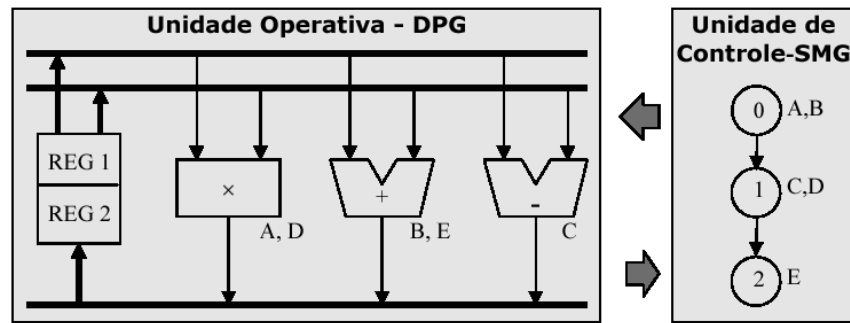 Unidade Operativa - DPG
REG 1
REG 2
×
A, D
+
B, E
-
C
Unidade de
Controle-SMG
0 A,B
1 C,D
2 E